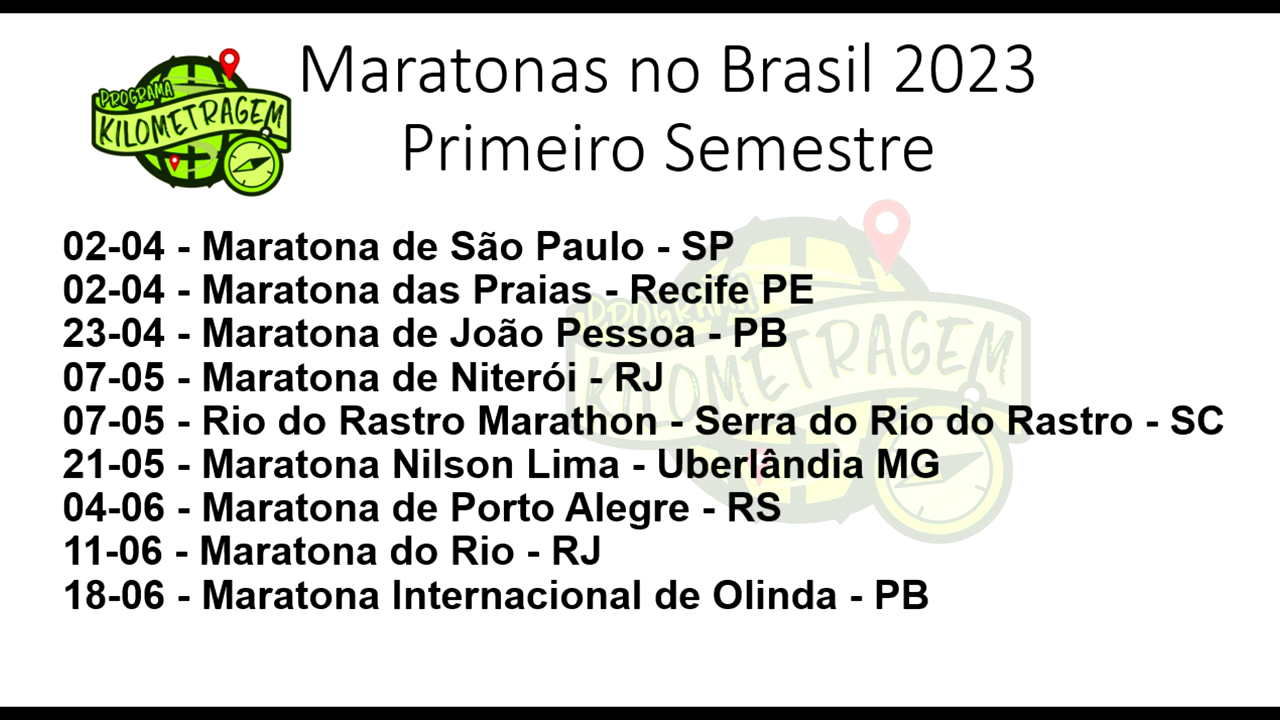 PROGRAMA
KILOMETRAGEM
Maratonas no Brasil 2023
Primeiro Semestre
PROGRAMA
KILOMETRAGEM
02-04 - Maratona de São Paulo - SP
02-04 - Maratona das Praias - Recife PE
23-04 - Maratona de João Pessoa - PB
07-05 - Maratona de Niterói - RJ
07-05 - Rio do Rastro Marathon - Serra do Rio do Rastro - SC
21-05 - Maratona Nilson Lima - Uberlândia MG
04-06 - Maratona de Porto Alegre - RS
11-06 - Maratona do Rio - RJ
18-06 - Maratona Internacional de Olinda - PB